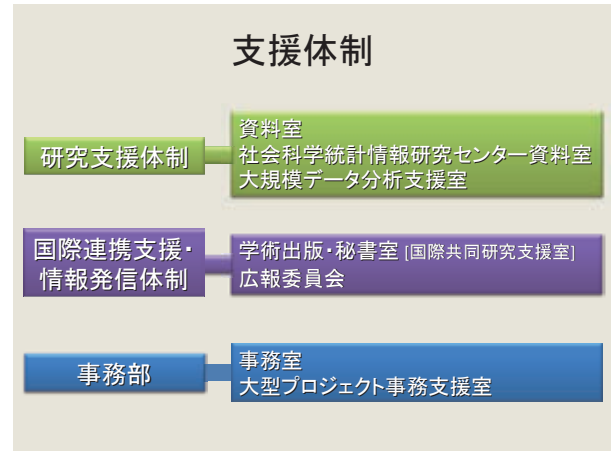 支援体制
研究支援体制
資料室
社会科学統計情報研究センター資料室
大規模データ分析支援室
国際連携支援・
情報発信体制
学術出版・秘書室 [国際共同研究支援室]
広報委員会
事務部
事務室
大型プロジェクト事務支援室